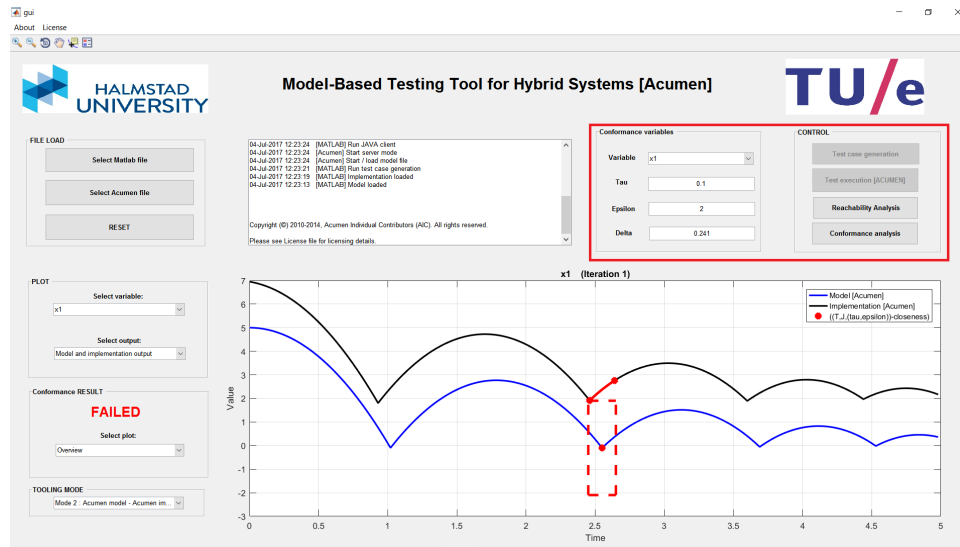 gui
About License
HALMSTAD
UNIVERSITY
Model-Based Testing Tool for Hybrid Systems [Acumen]
TU/e
FILE LOAD
Select Matlab file
Select Acumen file
RESET
04-Jul-2017 12:23:24 [MATLAB] Run JAVA client
04-Jul-2017 12:23:24 [Acumen] Start server mode
04-Jul-2017 12:23:24 [Acumen] Start / load model file
04-Jul-2017 12:23:21 [MATLAB] Run test case generation
04-Jul-2017 12:23:19 [MATLAB] Implementation loaded
04-Jul-2017 12:23:13 [MATLAB] Model loaded
Copyright (©) 2010-2014, Acumen Individual Contributors (AIC). All rights reserved.
Please see License file for licensing details.
Conformance variables
Variable x1
Tau 0.1
Epsilon 2
Delta 0.241
CONTROL
Test case generation
Test execution [ACUMEN]
Reachability Analysis
Conformance analysis
PLOT
Select variable:
x1
Select output:
Model and implementation output
Conformance RESULT
FAILED
Select plot:
Overview
TOOLING MODE
Mode 2 : Acumen model - Acumen im...
x1 (Iteration 1)
Model [Acumen]
Implementation [Acumen]
((T,J,(tau,epsilon))-closeness)
Value
7
6
5
4
3
2
1
0
-1
-2
-3
0 0.5 1 1.5 2 2.5 3 3.5 4 4.5 5
Time